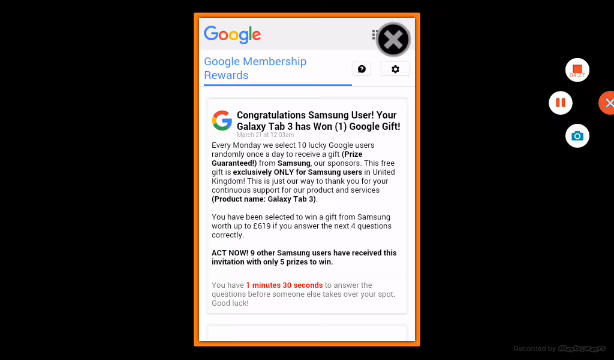 Google
Google Membership
Rewards
Congratulations Samsung User! Your
Galaxy Tab 3 has Won (1) Google Gift!
March 21 at 12:03am
Every Monday we select 10 lucky Google users
randomly once a day to receive a gift (Prize
Guaranteed!) from Samsung, our sponsors. This free
gift is exclusively ONLY for Samsung users in United
Kingdom! This is just our way to thank you for your
continuous support for our product and services
(Product name: Galaxy Tab 3).
You have been selected to win a gift from Samsung
worth up to £619 if you answer the next 4 questions
correctly.
ACT NOW! 9 other Samsung users have received this
invitation with only 5 prizes to win.
You have 1 minutes 30 seconds to answer the
questions before someone else takes over your spot.
Good luck!
Recorded by